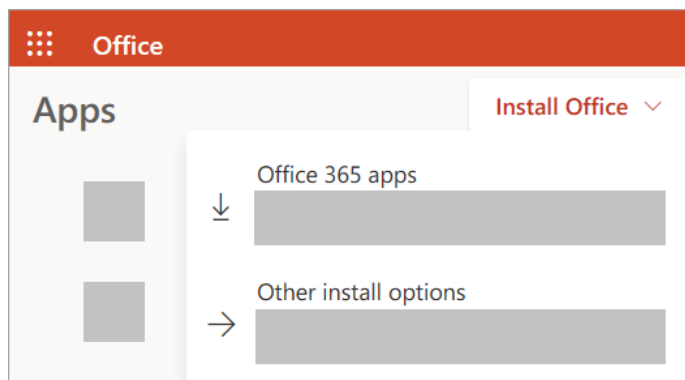 Office
Apps
Install Office
Office 365 apps
Other install options